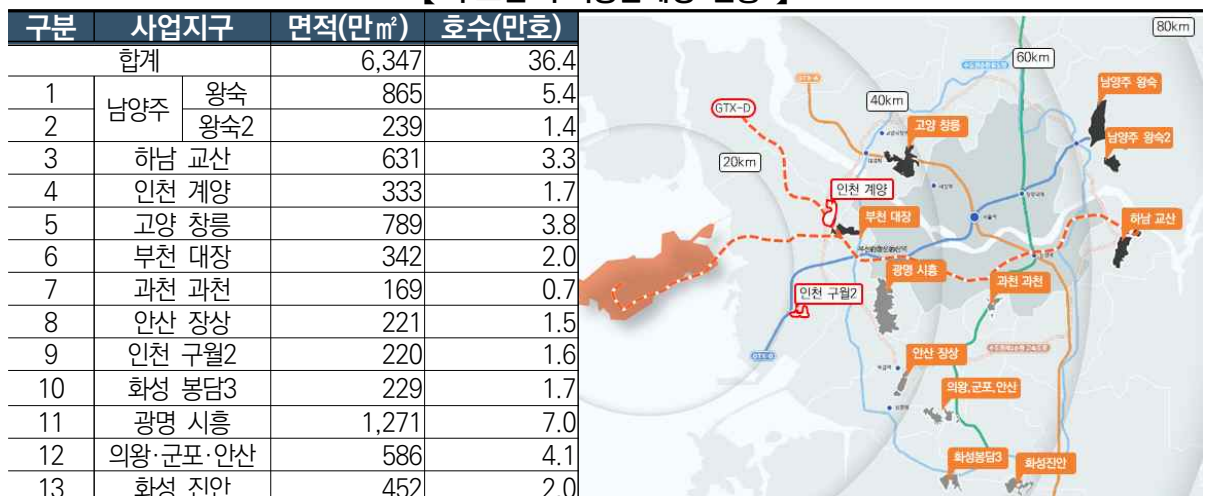 구분 사업지구 면적(만㎡) 호수(만호)
합계 6,347 36.4
1 남양주 왕숙 865 5.4
2 왕숙2 239 1.4
3 하남 교산 631 3.3
4 인천 계양 333 1.7
5 고양 창릉 789 3.8
6 부천 대장 342 2.0
7 과천 과천 169 0.7
8 안산 장상 221 1.5
9 인천 구월2 220 1.6
10 화성 봉담3 229 1.7
11 광명 시흥 1,271 7.0
12 의왕·군포·안산 586 4.1
13 화성 진안 452 2.0
80km
60km
남양주 왕숙
GTX-D
40km
고양 창릉
남양주 왕숙2
20km
인천 계양
부천 대장
하남 교산
광명 시흥
과천 과천
인천 구월2
안산 장상
의왕,군포,안산
화성봉담3
화성진안